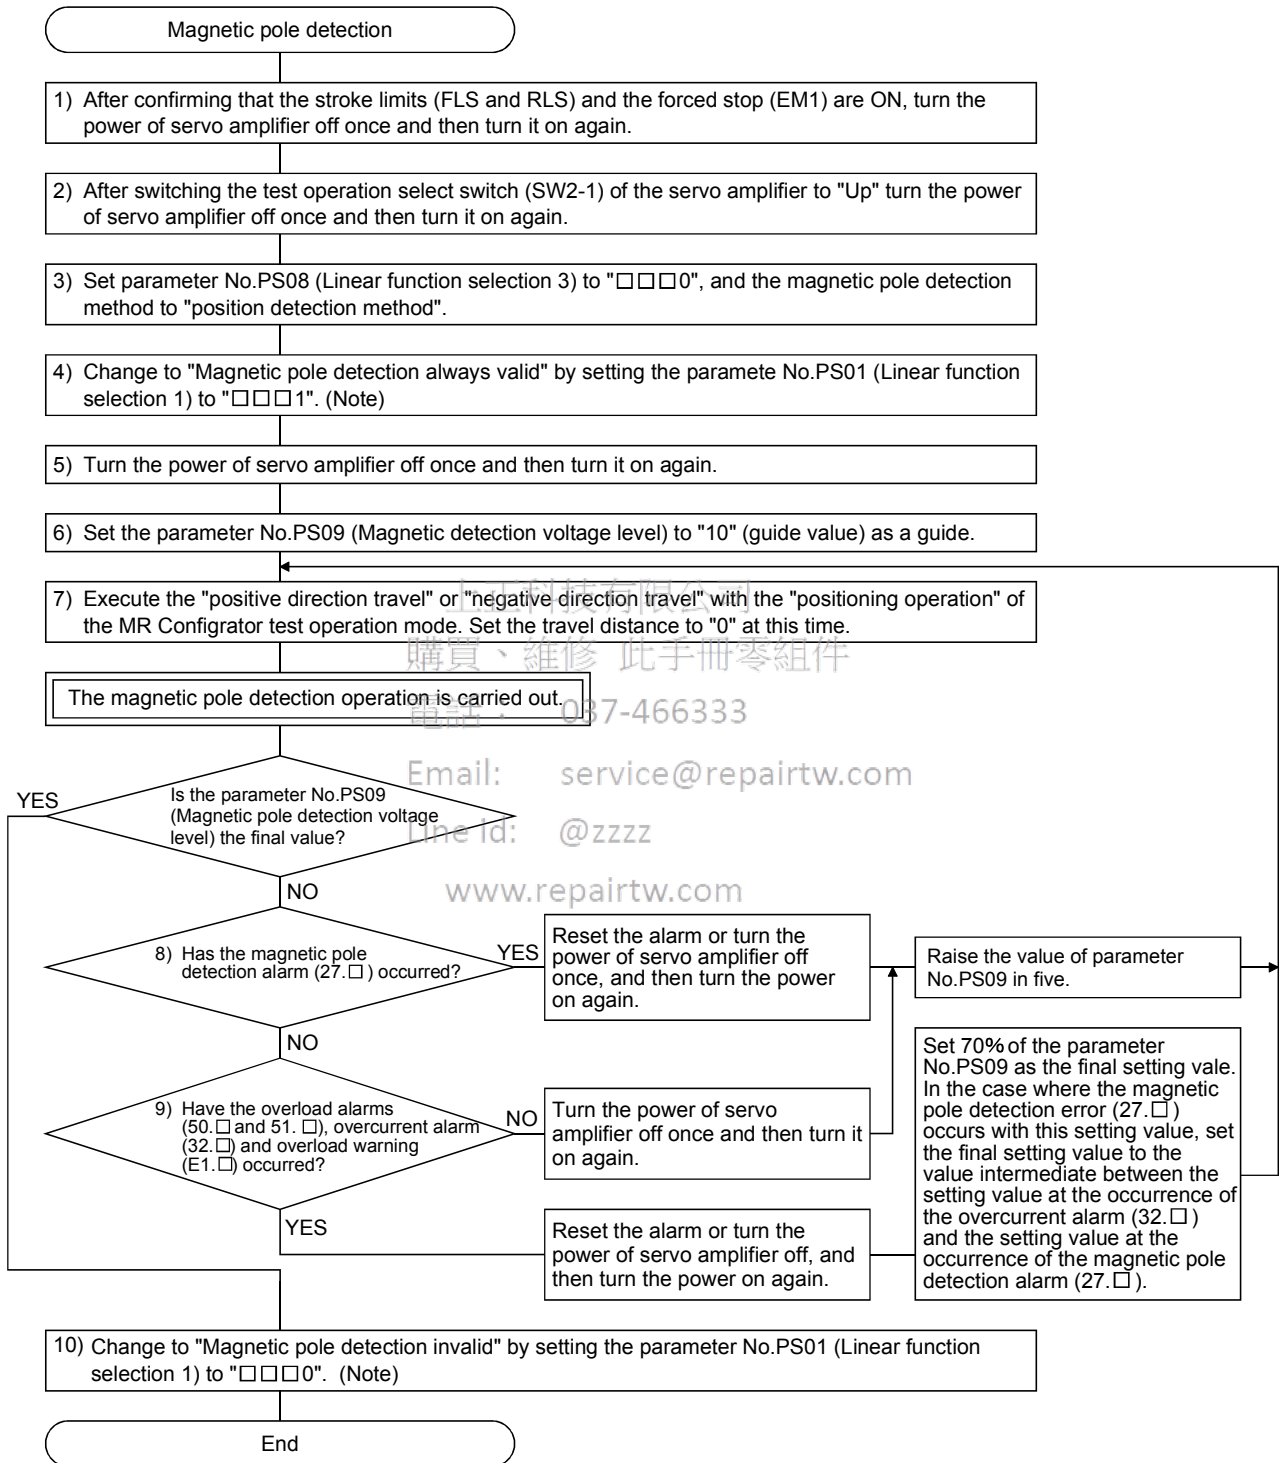 Magnetic pole detection
1) After confirming that the stroke limits (FLS and RLS) and the forced stop (EM1) are ON, turn the
power of servo amplifier off once and then turn it on again.
2) After switching the test operation select switch (SW2-1) of the servo amplifier to "Up" turn the power
of servo amplifier off once and then turn it on again.
3) Set parameter No.PS08 (Linear function selection 3) to "□□□0", and the magnetic pole detection
method to "position detection method".
4) Change to "Magnetic pole detection always valid" by setting the paramete No.PS01 (Linear function
selection 1) to "□□□1". (Note)
5) Turn the power of servo amplifier off once and then turn it on again.
6) Set the parameter No.PS09 (Magnetic detection voltage level) to "10" (guide value) as a guide.
上正科技有限公司
7) Execute the "positive direction travel" or "negative direction travel" with the "positioning operation" of
the MR Configrator test operation mode. Set the travel distance to "0" at this time.
購買、維修 此手冊零組件
The magnetic pole detection operation is carried out.
電話: 037-466333
Email: service@repairtw.com
YES
Is the parameter No.PS09
(Magnetic pole detection voltage
level) the final value?
Line id: @zzzz
NO
www.repairtw.com
8) Has the magnetic pole
detection alarm (27.□) occurred?
YES
Reset the alarm or turn the
power of servo amplifier off
once, and then turn the power
on again.
Raise the value of parameter
No.PS09 in five.
NO
9) Have the overload alarms
(50.□ and 51. □), overcurrent alarm
(32.□) and overload warning
(E1.□) occurred?
NO
Turn the power of servo
amplifier off once and then turn it
on again.
Set 70% of the parameter
No.PS09 as the final setting vale.
In the case where the magnetic
pole detection error (27.□)
occurs with this setting value, set
the final setting value to the
value intermediate between the
setting value at the occurrence of
the overcurrent alarm (32.□)
and the setting value at the
occurrence of the magnetic pole
detection alarm (27.□).
YES
Reset the alarm or turn the
power of servo amplifier off, and
then turn the power on again.
10) Change to "Magnetic pole detection invalid" by setting the parameter No.PS01 (Linear function
selection 1) to "□□□0". (Note)
End